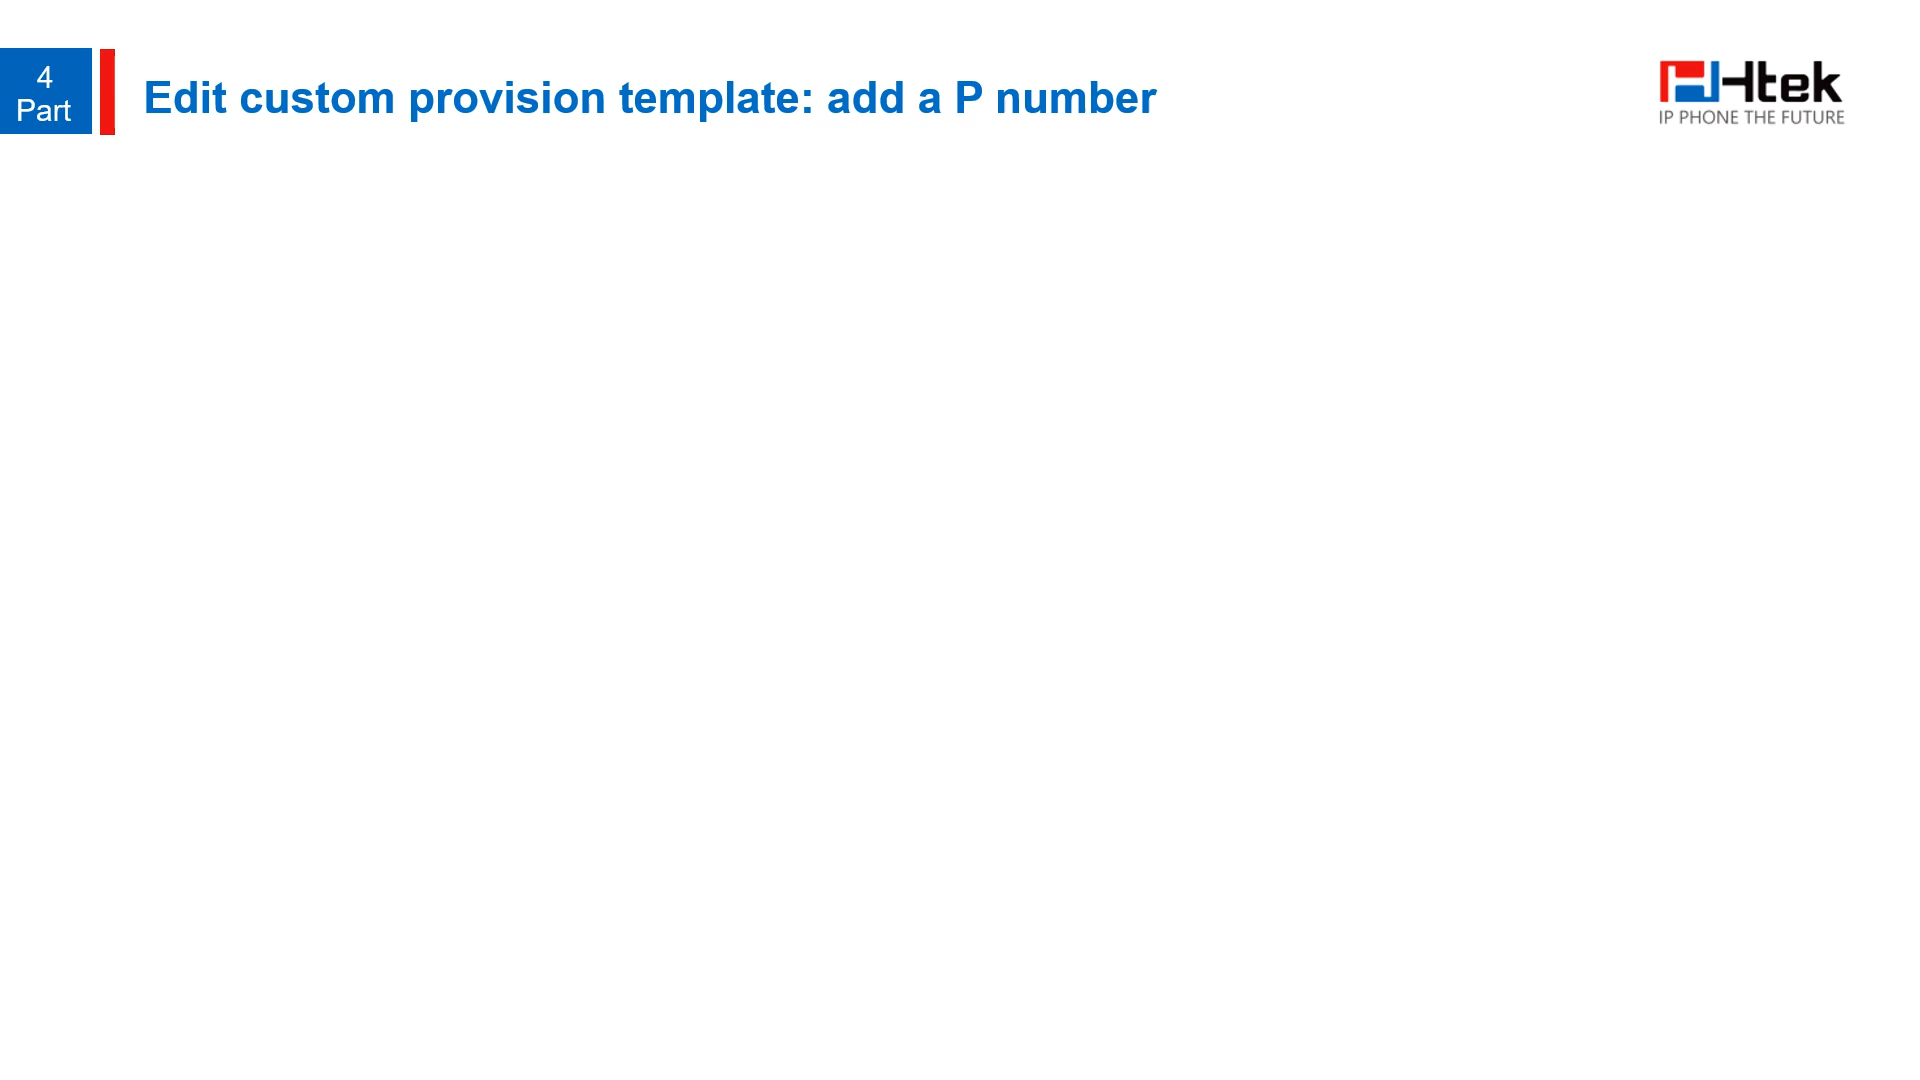 4
Part
Edit custom provision template: add a P number
Htek
IP PHONE THE FUTURE